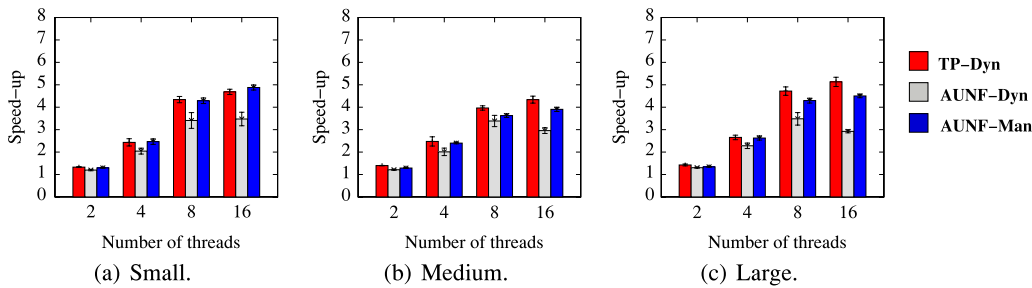 8
7
6
5
4
3
2
1
0
Speed-up
2 4 8 16
Number of threads
(a) Small.
8
7
6
5
4
3
2
1
0
Speed-up
2 4 8 16
Number of threads
(b) Medium.
8
7
6
5
4
3
2
1
0
Speed-up
2 4 8 16
Number of threads
(c) Large.
TP-Dyn
AUNF-Dyn
AUNF-Man